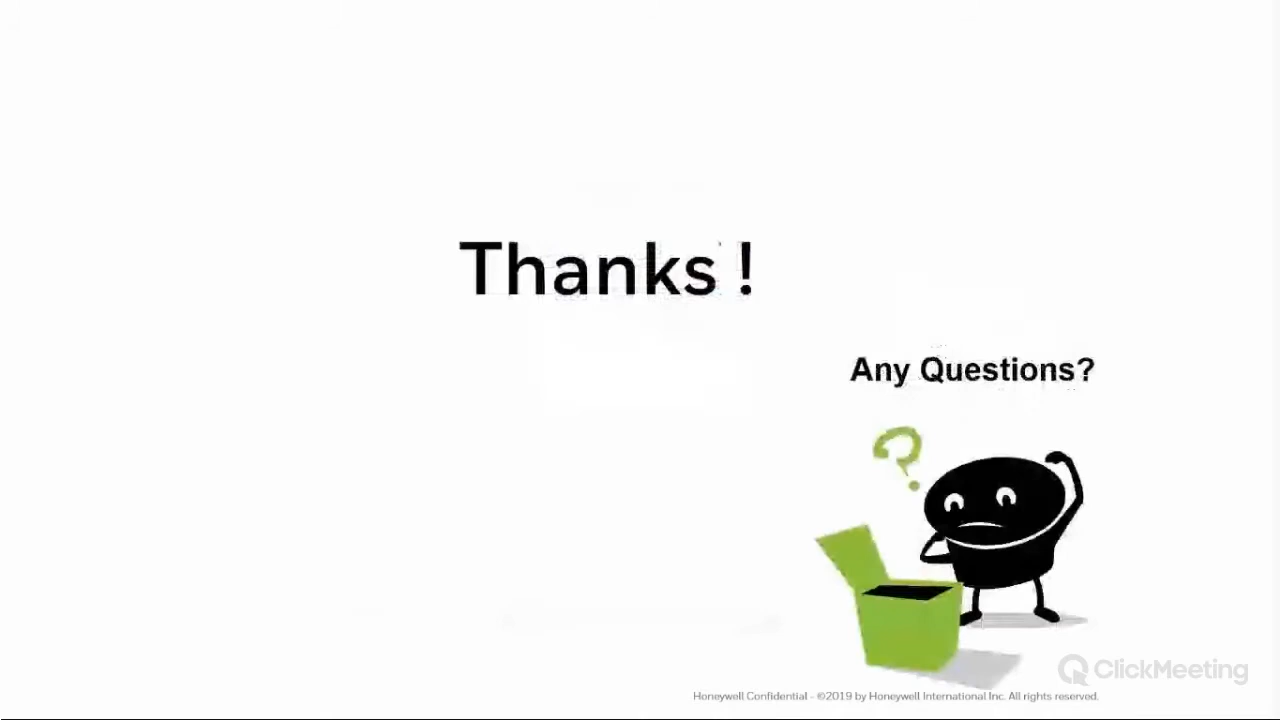 Thanks !
Any Questions?
?
ClickMeeting
Honeywell Confidential - ©2019 by Honeywell International Inc. All rights reserved.